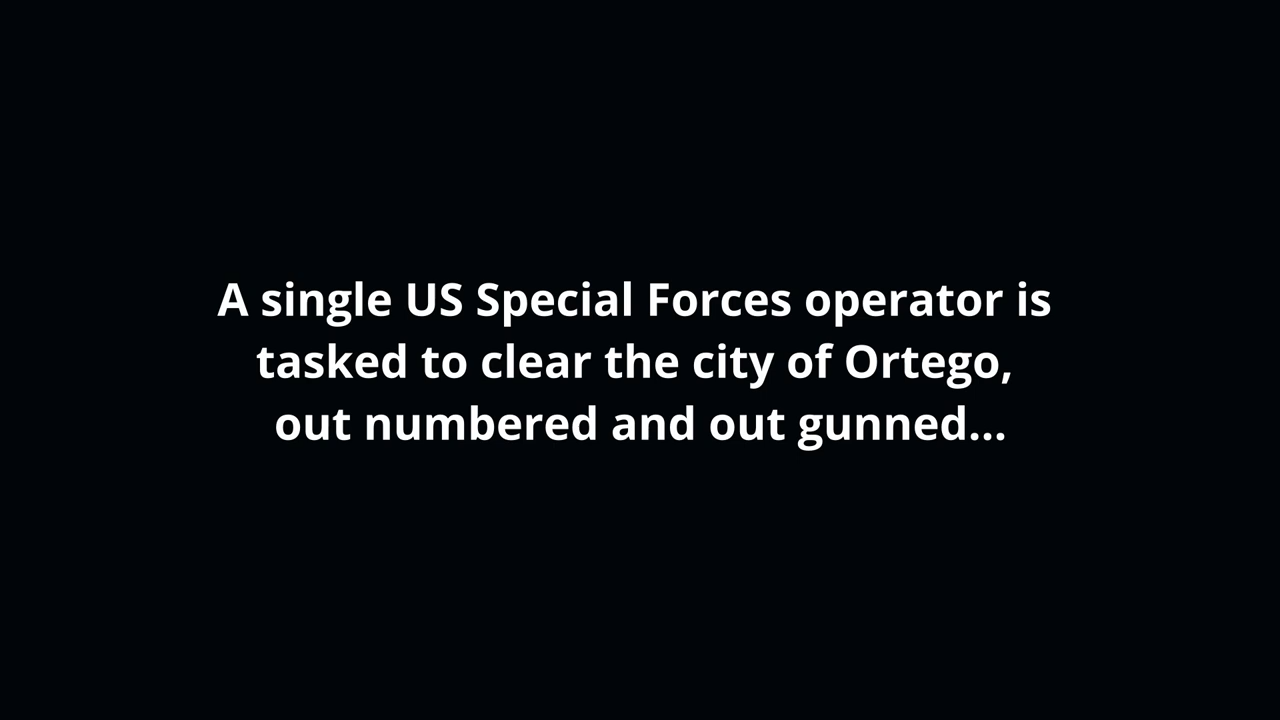 A single US Special Forces operator is
tasked to clear the city of Ortego,
out numbered and out gunned...